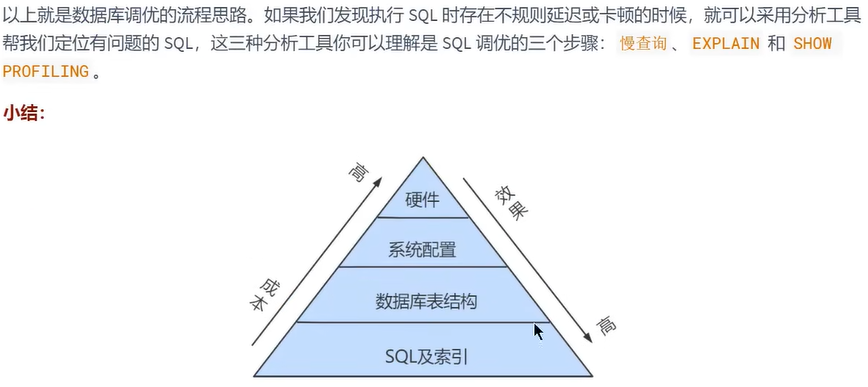 以上就是数据库调优的流程思路。如果我们发现执行 SQL 时存在不规则延迟或卡顿的时候，就可以采用分析工具
帮我们定位有问题的 SQL，这三种分析工具你可以理解是 SQL 调优的三个步骤： 慢查询 、 EXPLAIN 和 SHOW
PROFILING 。
小结：
高
效果
硬件
系统配置
成本
数据库表结构
高
SQL及索引